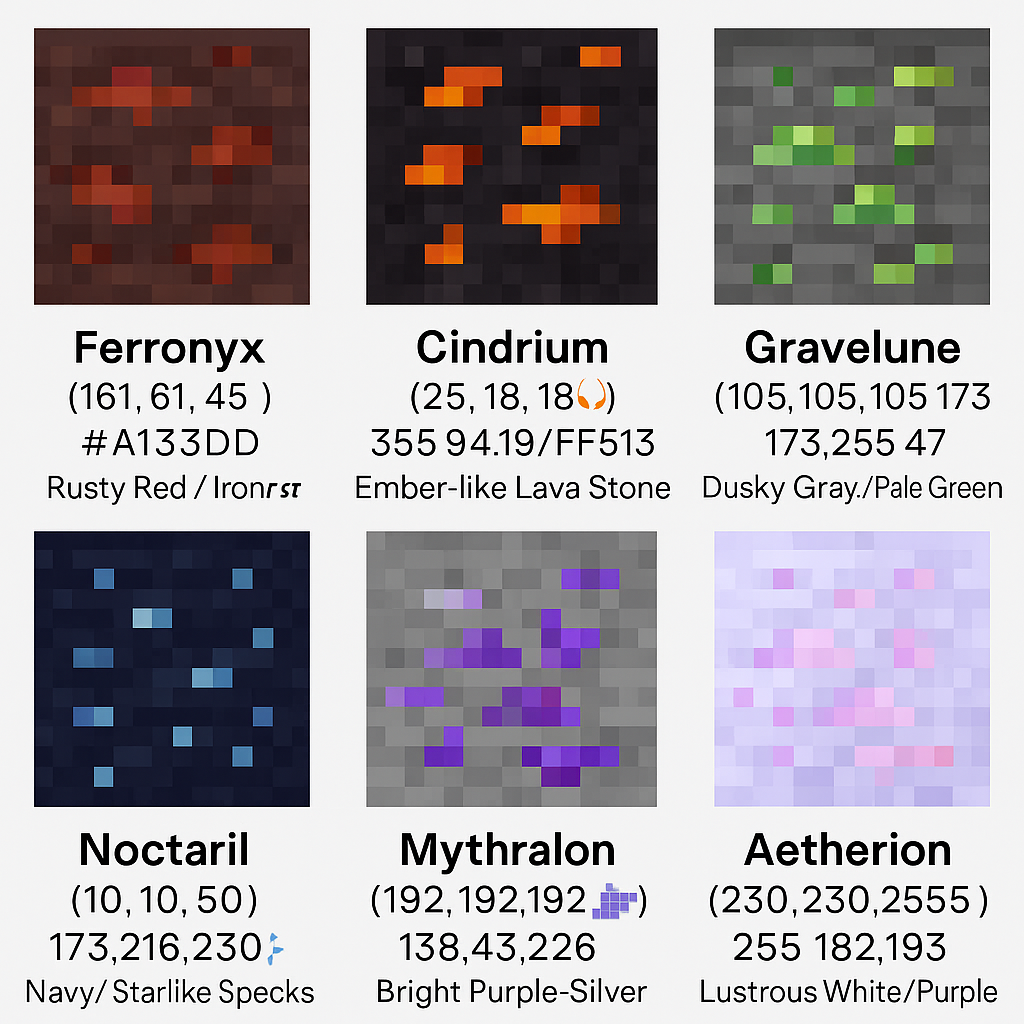 Ferronyx
(161, 61, 45 )
#A133DD
Rusty Red / Ironrst
Cindrium
(25, 18, 18)
355 94.19/FF513
Ember-like Lava Stone
Gravelune
(105,105,105 173
173,255 47
Dusky Gray./Pale Green
Noctaril
(10, 10, 50)
173,216,230
Navy/ Starlike Specks
Mythralon
(192,192,192 )
138,43,226
Bright Purple-Silver
Aetherion
(230,230,2555 )
255 182,193
Lustrous White/Purple